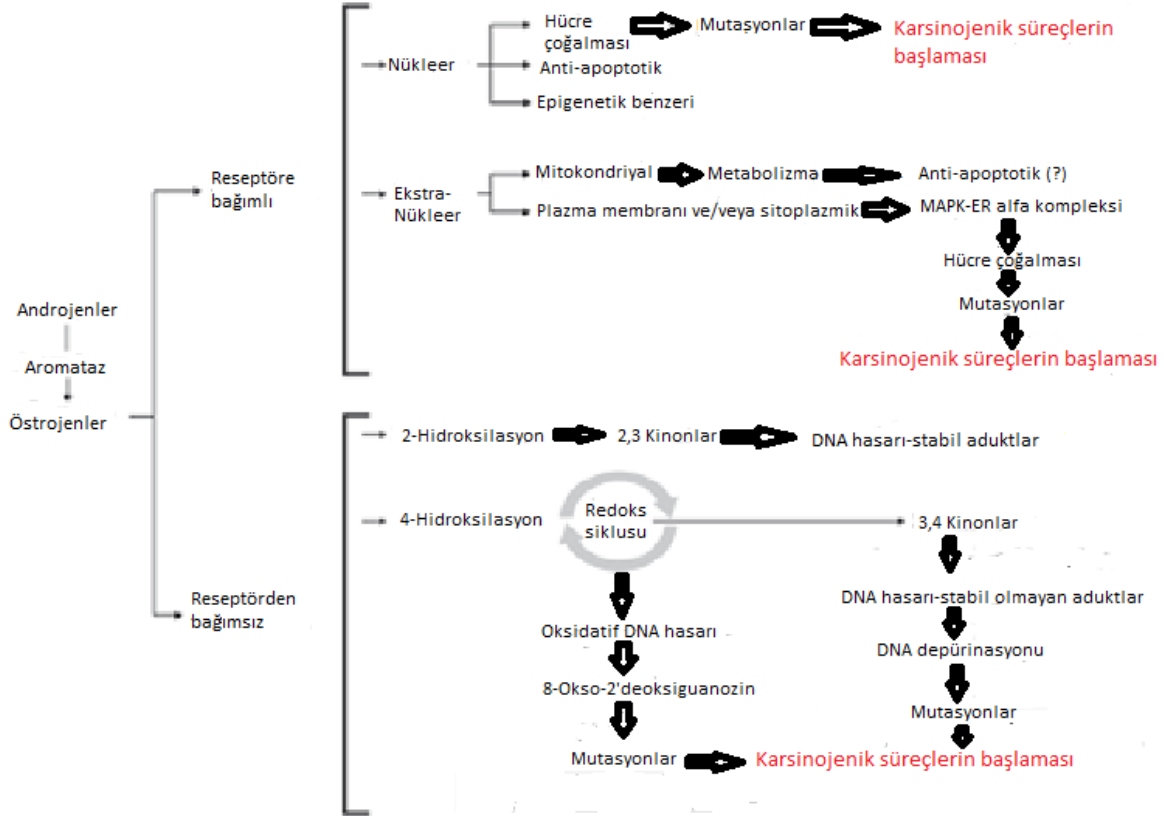 Hücre
çoğalması
Mutasyonlar
Karsinojenik süreçlerin
başlaması
Nükleer
Anti-apoptotik
Epigenetik benzeri
Reseptöre
bağımlı
Ekstra-
Nükleer
Mitokondriyal
Metabolizma
Anti-apoptotik (?)
Plazma membranı ve/veya sitoplazmik
MAPK-ER alfa kompleksi
Hücre çoğalması
Mutasyonlar
Karsinojenik süreçlerin başlaması
Androjenler
Aromataz
Östrojenler
2-Hidroksilasyon
2,3 Kinonlar
DNA hasarı-stabil aduktlar
4-Hidroksilasyon
Redoks
siklusu
3,4 Kinonlar
Reseptörden
bağımsız
Oksidatif DNA hasarı
8-Okso-2'deoksiguanozin
Mutasyonlar
DNA hasarı-stabil olmayan aduktlar
DNA depürinasyonu
Mutasyonlar
Karsinojenik süreçlerin başlaması